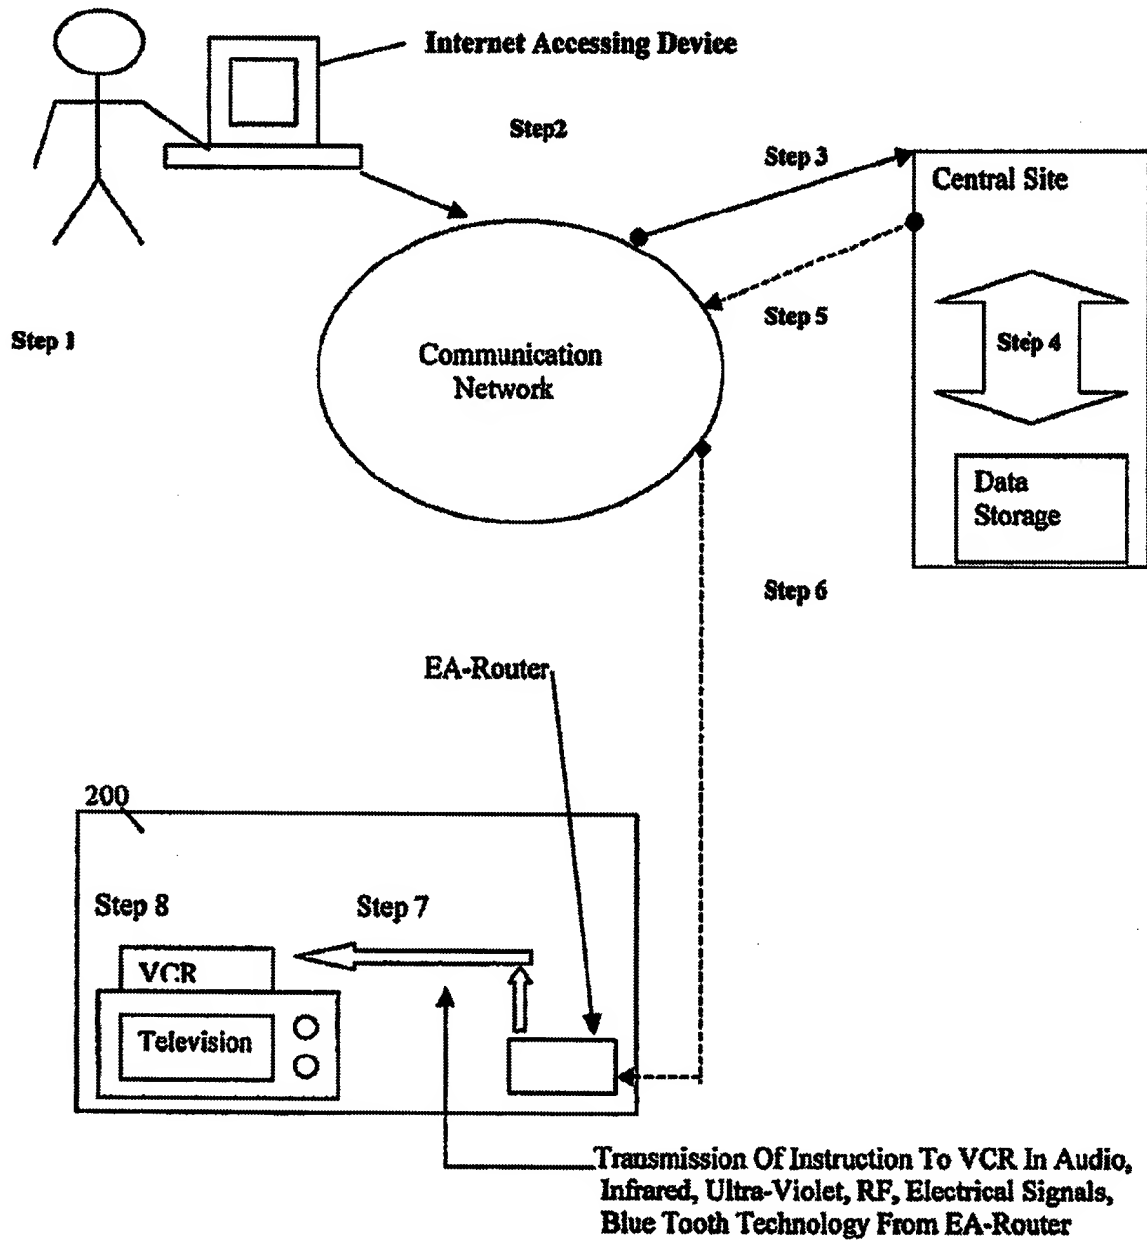 Internet Accessing Device
Step2
Step 3
Central Site
Step 5
Step 1
Step 4
Communication
Network
Data
Storage
Step 6
EA-Router
200
Step 8
Step 7
VCR
Television
Transmission Of Instruction To VCR In Audio,
Infrared, Ultra-Violet, RF, Electrical Signals,
Blue Tooth Technology From EA-Router